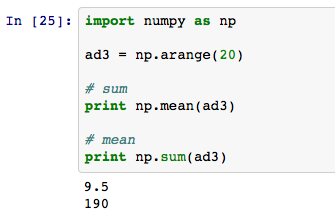 In [25]: import numpy as np
ad3 = np.arange(20)
# sum
print np.mean(ad3)
# mean
print np.sum(ad3)
9.5
190